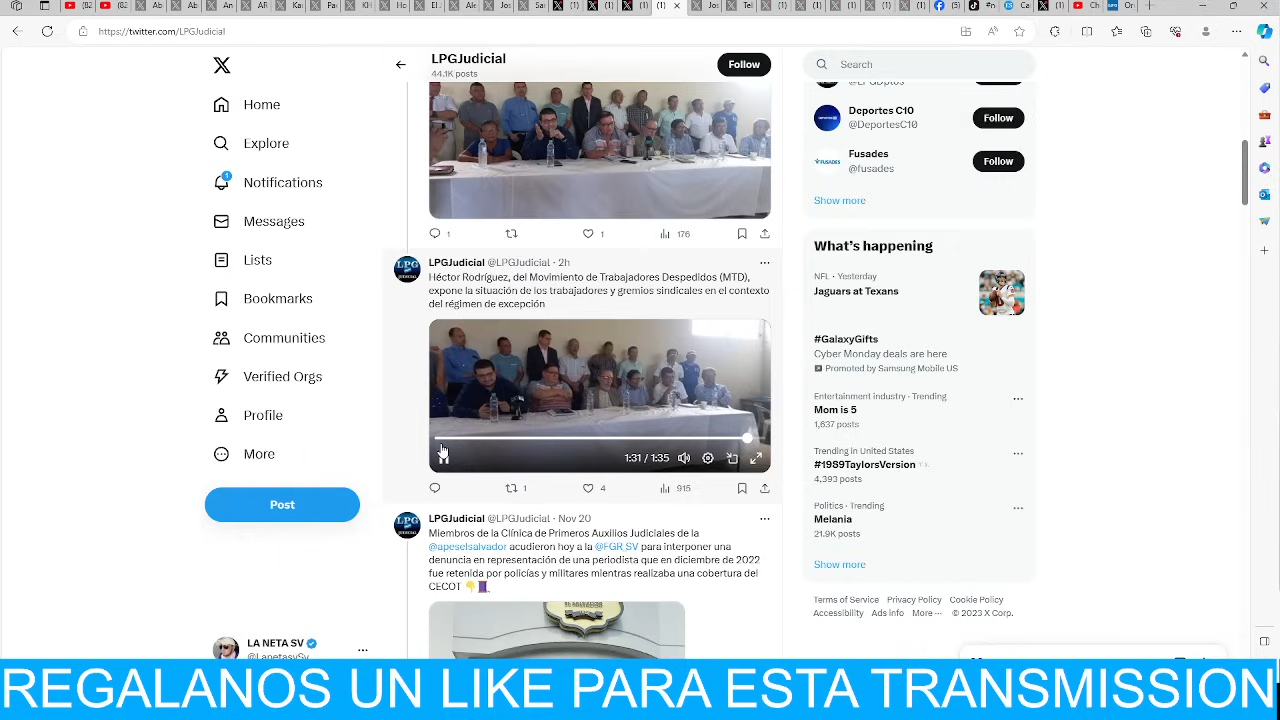 https://twitter.com/LPGJudicial
Home
Explore
1
Notifications
Messages
Lists
Bookmarks
Communities
Verified Orgs
Profile
More
Post
LA NETA SV
LPGJudicial
44.1K posts
Follow
1
1
176
LPGJudicial @LPGJudicial · 2h
Héctor Rodríguez, del Movimiento de Trabajadores Despedidos (MTD),
expone la situación de los trabajadores y gremios sindicales en el contexto
del régimen de excepción
1:31 / 1:35
1
4
915
LPG JUDICIAL
LPGJudicial @LPGJudicial · Nov 20
Miembros de la Clínica de Primeros Auxilios Judiciales de la
@apeselsalvador acudieron hoy a la @FGR_SV para interponer una
denuncia en representación de una periodista que en diciembre de 2022
fue retenida por policías y militares mientras realizaba una cobertura del
CECOT
Search
Deportes C10
@DeportesC10
Follow
Fusades
@fusades
Follow
Show more
What's happening
NFL · Yesterday
Jaguars at Texans
#GalaxyGifts
Cyber Monday deals are here
Promoted by Samsung Mobile US
Entertainment industry · Trending
Mom is 5
1,637 posts
Trending in United States
#1989TaylorsVersion
4,393 posts
Politics · Trending
Melania
21.9K posts
Show more
Terms of Service Privacy Policy Cookie Policy
Accessibility Ads info More ··· © 2023 X Corp.
REGALANOS UN LIKE PARA ESTA TRANSMISSION